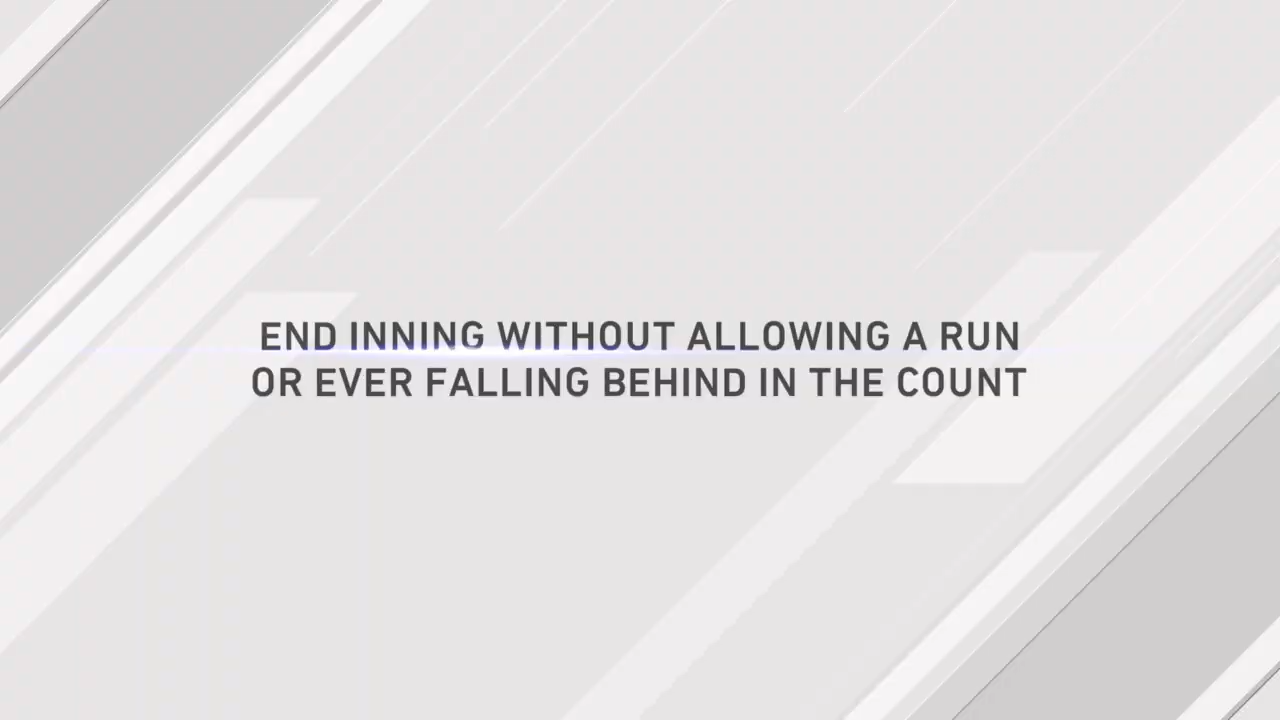 END INNING WITHOUT ALLOWING A RUN
OR EVER FALLING BEHIND IN THE COUNT